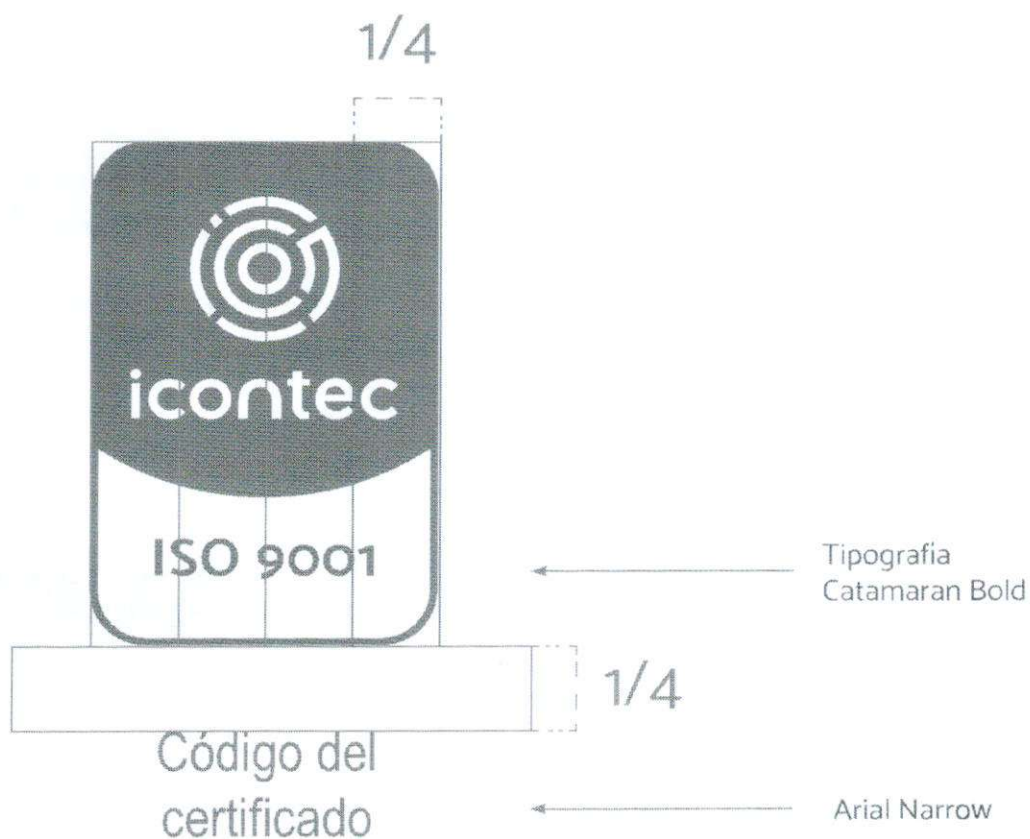 1/4
icontec
ISO 9001
Tipografia
Catamaran Bold
1/4
Código del
certificado
Arial Narrow